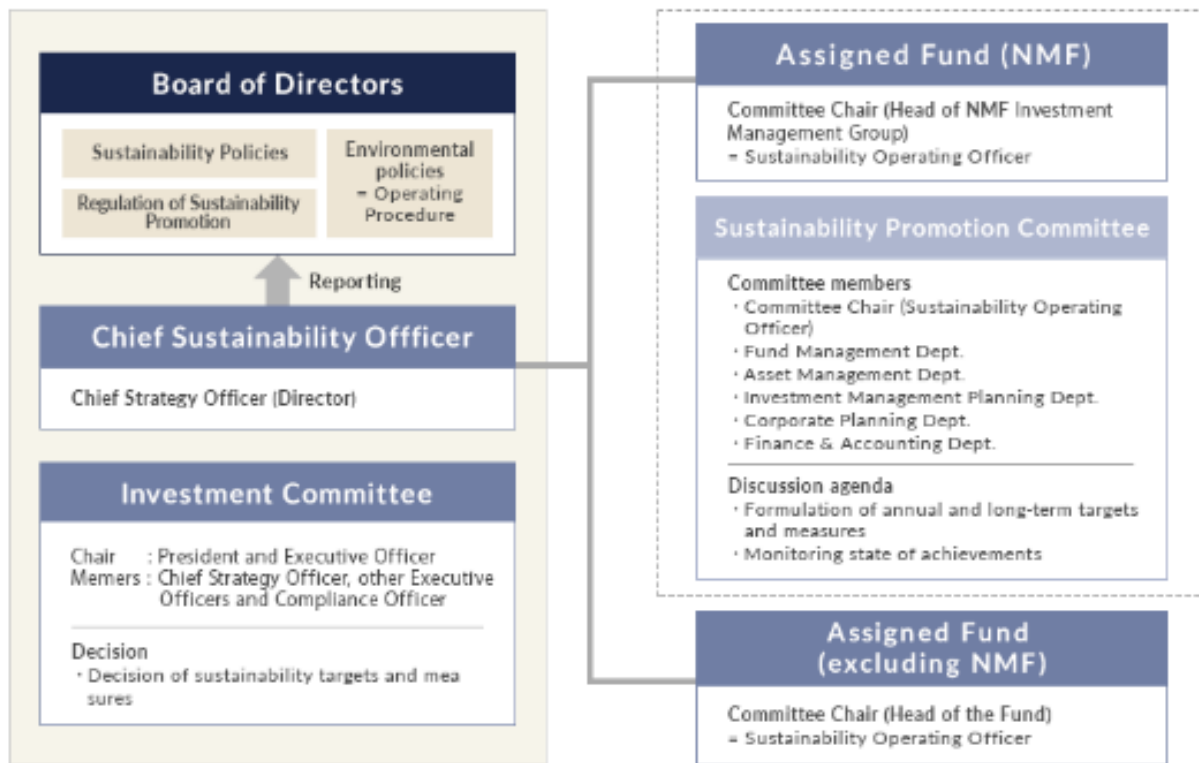 Board of Directors
Sustainability Policies
Regulation of Sustainability
Promotion
Environmental
policies
= Operating
Procedure
Reporting
Chief Sustainability Offficer
Chief Strategy Officer (Director)
Investment Committee
Chair : President and Executive Officer
Memers : Chief Strategy Officer, other Executive
Officers and Compliance Officer
Decision
・Decision of sustainability targets and mea
sures
Assigned Fund (NMF)
Committee Chair (Head of NMF Investment
Management Group)
= Sustainability Operating Officer
Sustainability Promotion Committee
Committee members
・Committee Chair (Sustainability Operating
Officer)
・Fund Management Dept.
・Asset Management Dept.
・Investment Management Planning Dept.
・Corporate Planning Dept.
・Finance & Accounting Dept.
Discussion agenda
・Formulation of annual and long-term targets
and measures
・Monitoring state of achievements
Assigned Fund
(excluding NMF)
Committee Chair (Head of the Fund)
= Sustainability Operating Officer